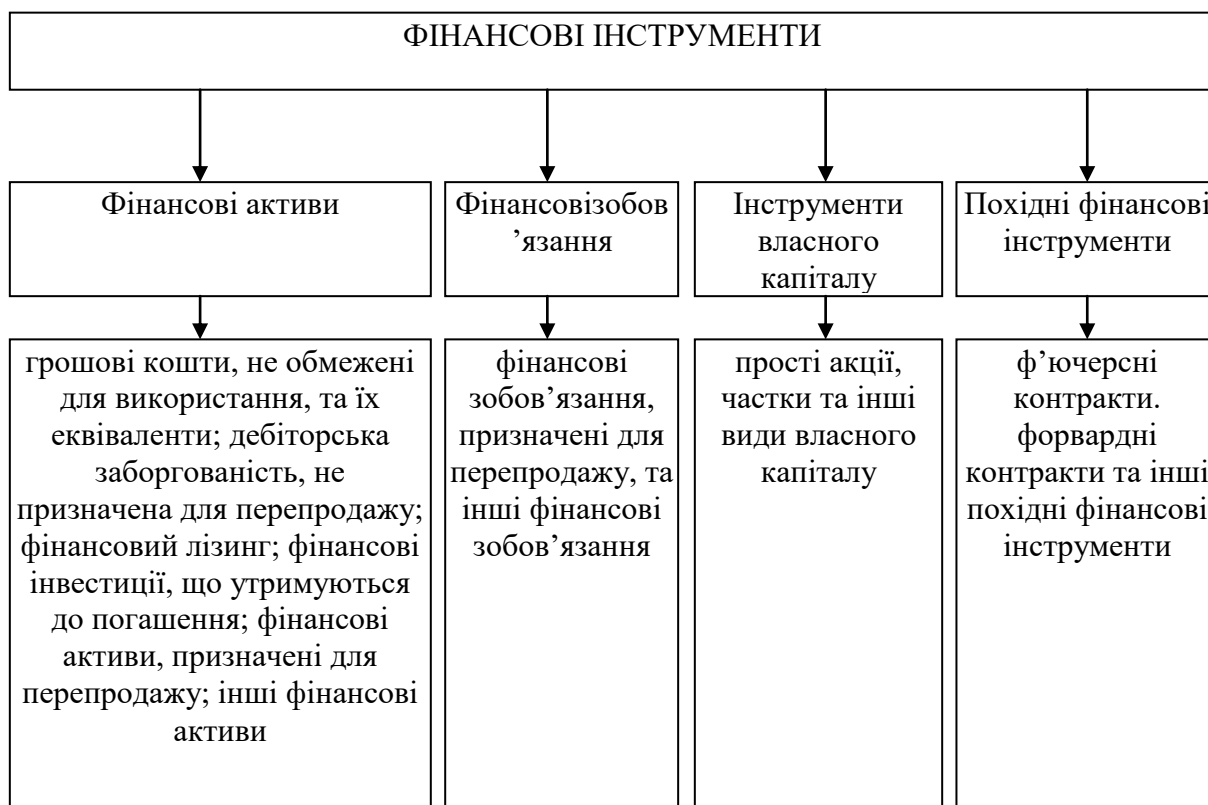 ФІНАНСОВІ ІНСТРУМЕНТИ
Фінансові активи
Фінансовізобов
’язання
Інструменти
власного
капіталу
Похідні фінансові
інструменти
грошові кошти, не обмежені
для використання, та їх
еквіваленти; дебіторська
заборгованість, не
призначена для перепродажу;
фінансовий лізинг; фінансові
інвестиції, що утримуються
до погашення; фінансові
активи, призначені для
перепродажу; інші фінансові
активи
фінансові
зобов’язання,
призначені для
перепродажу, та
інші фінансові
зобов’язання
прості акції,
частки та інші
види власного
капіталу
ф’ючерсні
контракти.
форвардні
контракти та інші
похідні фінансові
інструменти